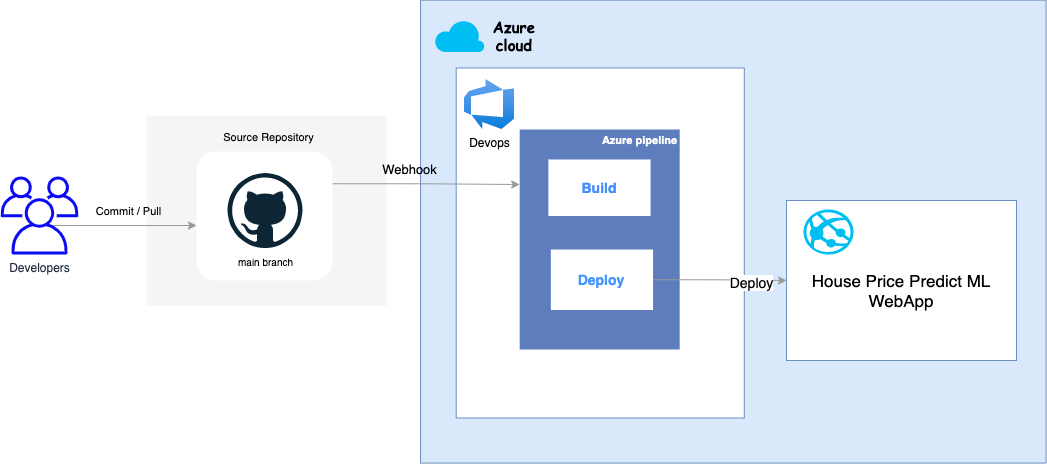 Azure
cloud
Devops
Azure pipeline
Source Repository
Webhook
Build
Commit / Pull
main branch
Developers
Deploy
Deploy
House Price Predict ML
WebApp